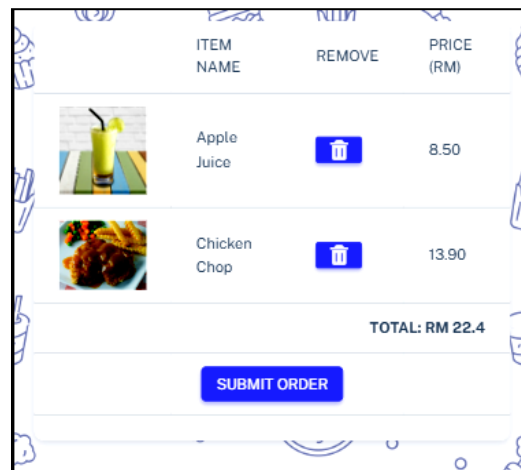 ITEM NAME
REMOVE
PRICE (RM)
Apple Juice
8.50
Chicken Chop
13.90
TOTAL: RM 22.4
SUBMIT ORDER